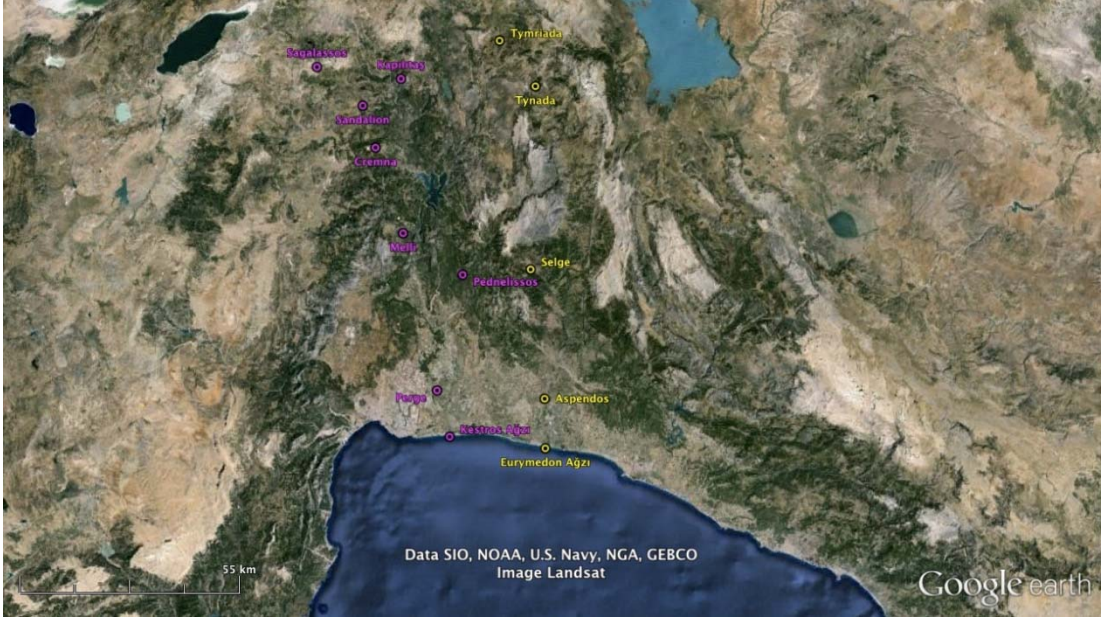 Tymriada
Sagalassos
Kapılıtaş
Tynada
Sandalion
Cremna
Melli
Selge
Pednelissos
Perge
Aspendos
Kestros Ağzı
Eurymedon Ağzı
Data SIO, NOAA, U.S. Navy, NGA, GEBCO
Image Landsat
55 km
Google earth